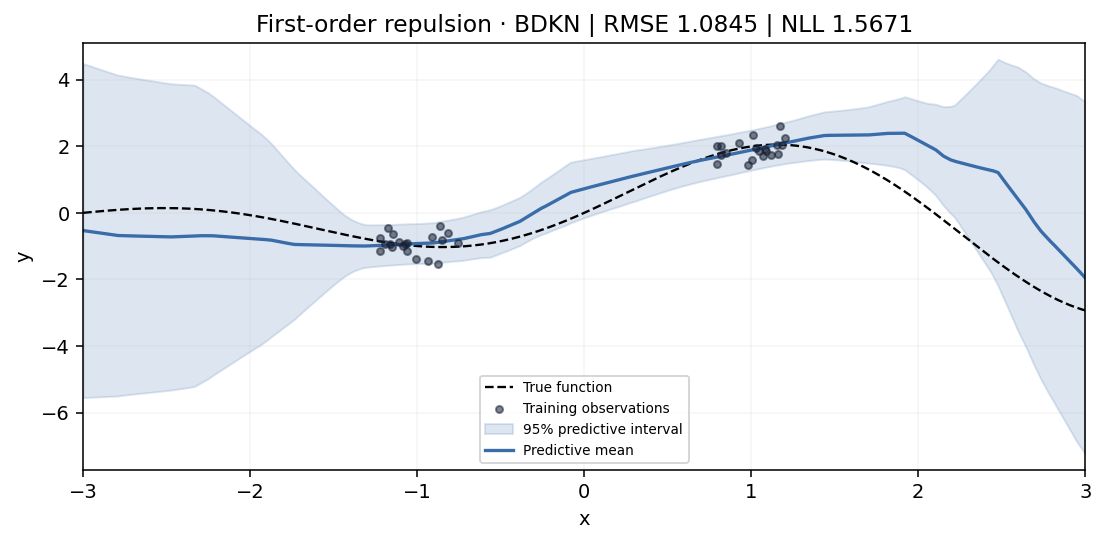 First-order repulsion · BDKN | RMSE 1.0845 | NLL 1.5671
4
2
0
−2
−4
−6
y
True function
Training observations
95% predictive interval
Predictive mean
−3 −2 −1 0 1 2 3
x